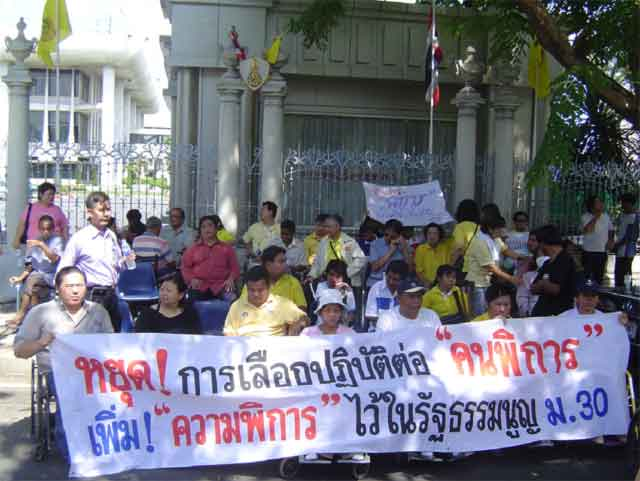 หยุด! การเลือกปฏิบัติต่อ "คนพิการ"
เพิ่ม! "ความพิการ" ไว้ในรัฐธรรมนูญ ม.30